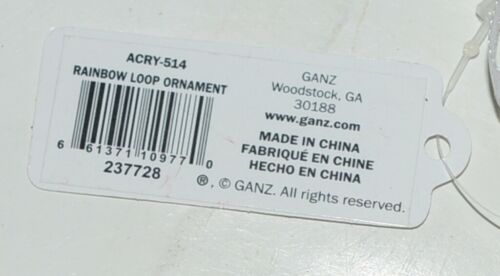 ACRY-514
RAINBOW LOOP ORNAMENT
6 61371 10977 0
237728
GANZ
Woodstock, GA
30188
www.ganz.com
MADE IN CHINA
FABRIQUÉ EN CHINE
HECHO EN CHINA
®, © GANZ. All rights reserved.